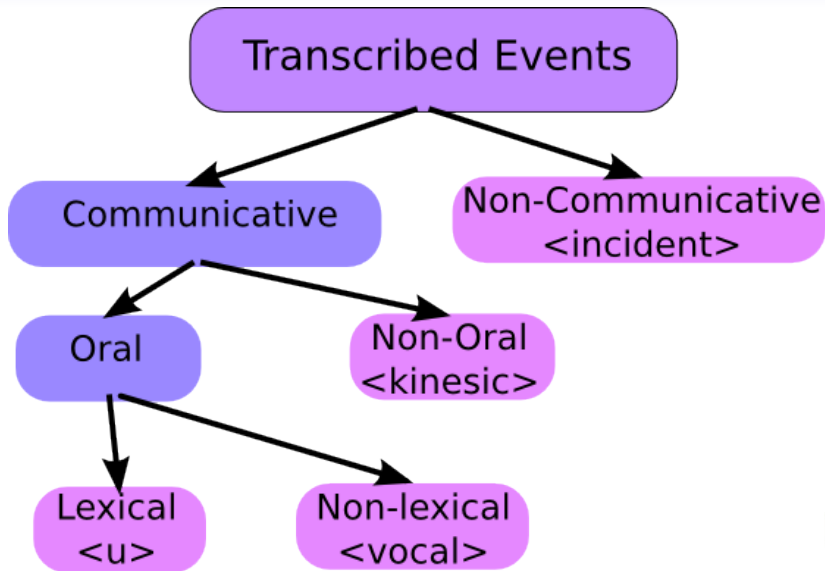 Transcribed Events
Communicative
Non-Communicative
<incident>
Oral
Non-Oral
<kinesic>
Lexical
<u>
Non-lexical
<vocal>